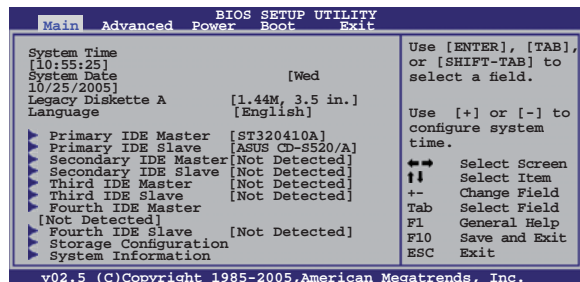 BIOS SETUP UTILITY
Main Advanced Power Boot Exit
System Time
[10:55:25]
System Date [Wed
10/25/2005]
Legacy Diskette A [1.44M, 3.5 in.]
Language [English]
Primary IDE Master [ST320410A]
Primary IDE Slave [ASUS CD-S520/A]
Secondary IDE Master[Not Detected]
Secondary IDE Slave [Not Detected]
Third IDE Master [Not Detected]
Third IDE Slave [Not Detected]
Fourth IDE Master
[Not Detected]
Fourth IDE Slave [Not Detected]
Storage Configuration
System Information
Use [ENTER], [TAB],
or [SHIFT-TAB] to
select a field.
Use [+] or [-] to
configure system
time.
Select Screen
Select Item
+- Change Field
Tab Select Field
F1 General Help
F10 Save and Exit
ESC Exit
v02.5 (C)Copyright 1985-2005,American Megatrends, Inc.